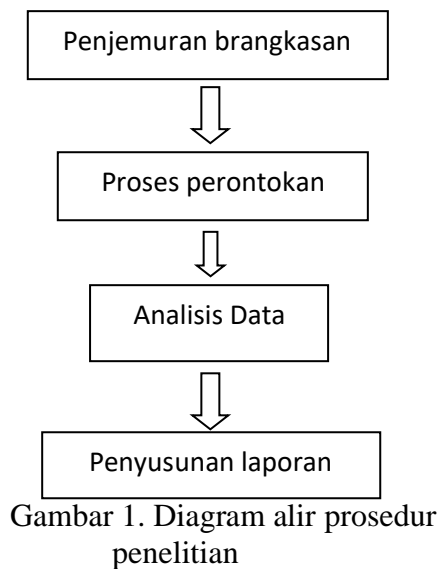 Penjemuran brangkasan
Proses perontokan
Analisis Data
Penyusunan laporan
Gambar 1. Diagram alir prosedur
penelitian